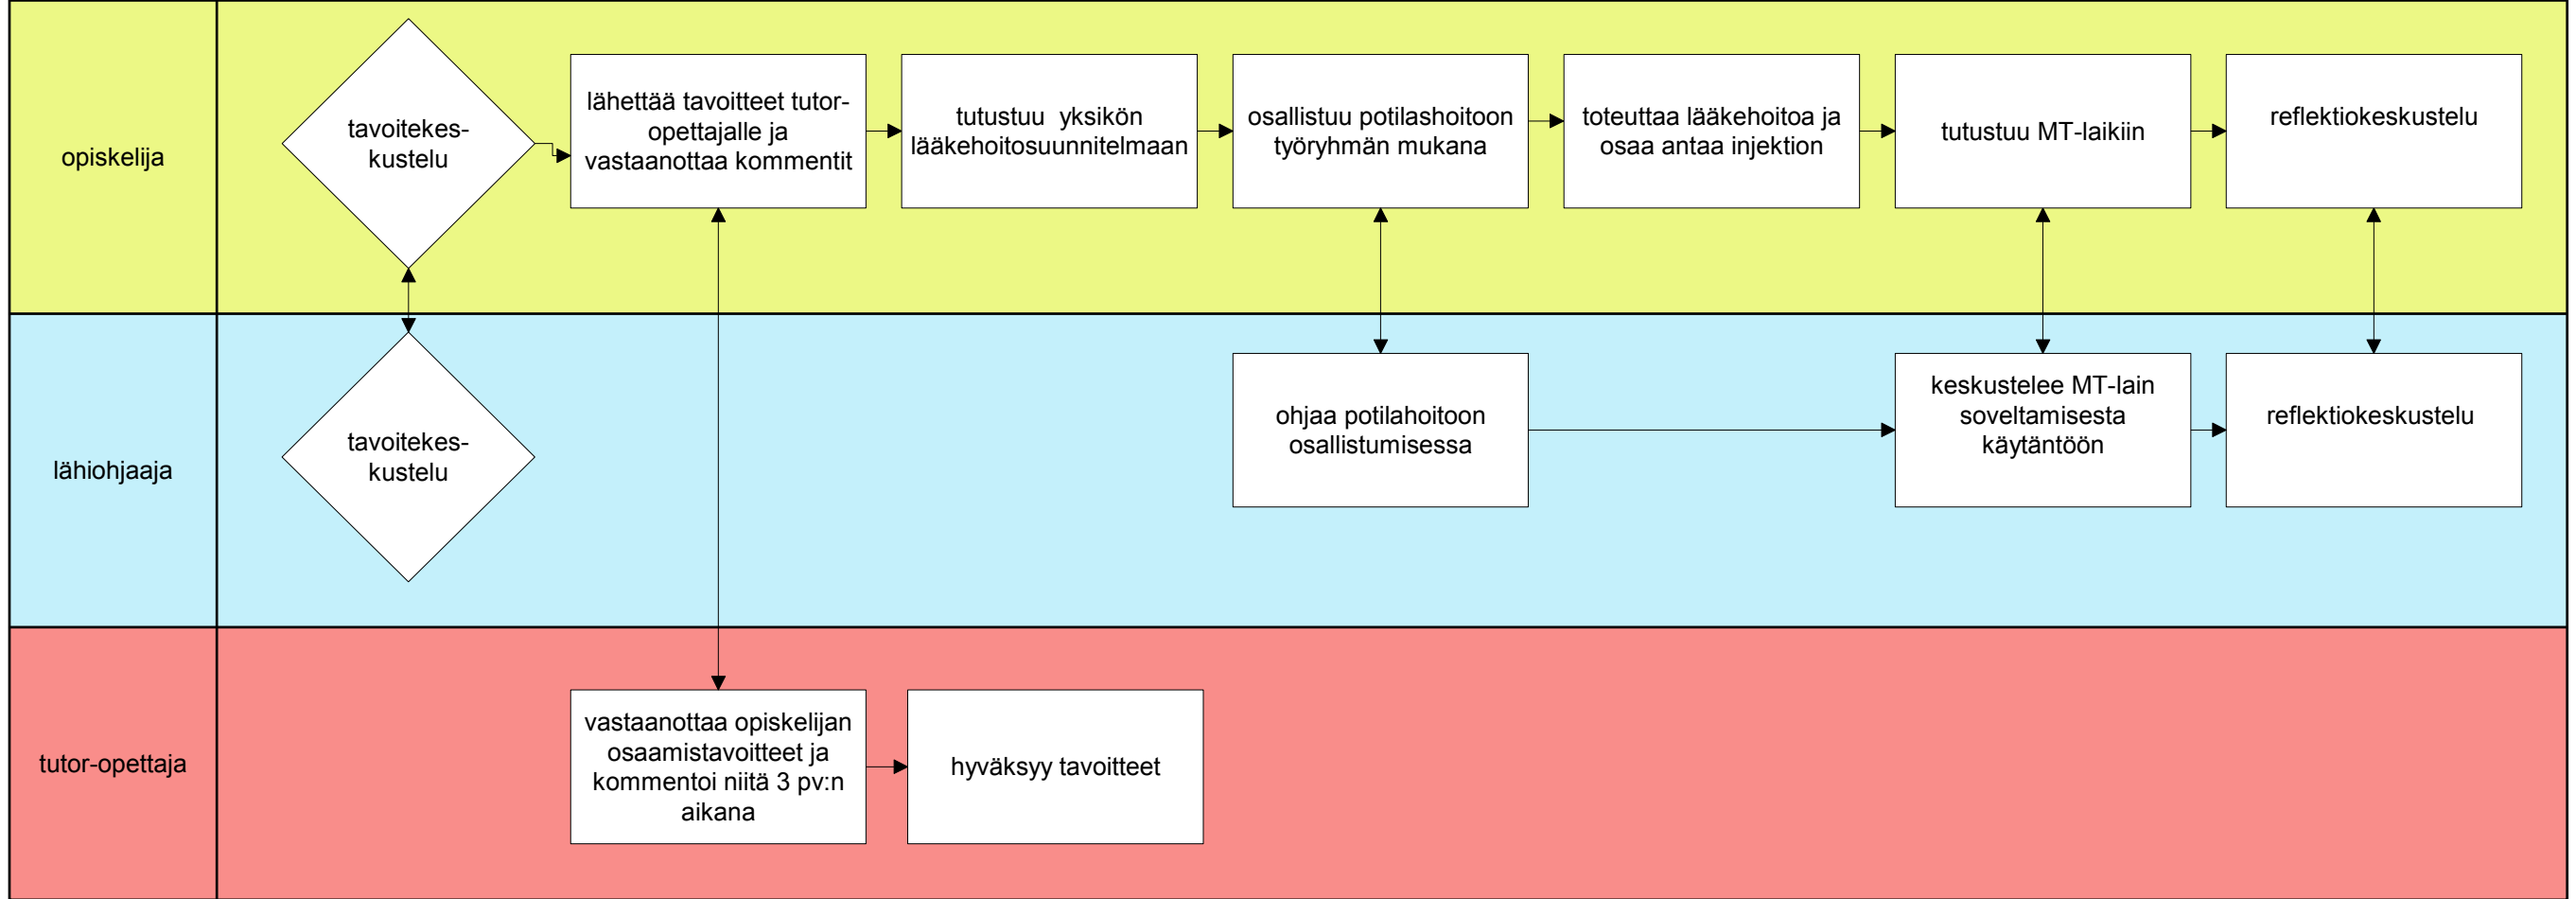 opiskelija
tavoitekes-
kustelu
lähettää tavoitteet tutor-
opettajalle ja
vastaanottaa kommentit
tutustuu  yksikön
lääkehoitosuunnitelmaan
osallistuu potilashoitoon
työryhmän mukana
toteuttaa lääkehoitoa ja
osaa antaa injektion
tutustuu MT-laikiin
reflektiokeskustelu
lähiohjaaja
tavoitekes-
kustelu
ohjaa potilahoitoon
osallistumisessa
keskustelee MT-lain
soveltamisesta
käytäntöön
reflektiokeskustelu
tutor-opettaja
vastaanottaa opiskelijan
osaamistavoitteet ja
kommentoi niitä 3 pv:n
aikana
hyväksyy tavoitteet